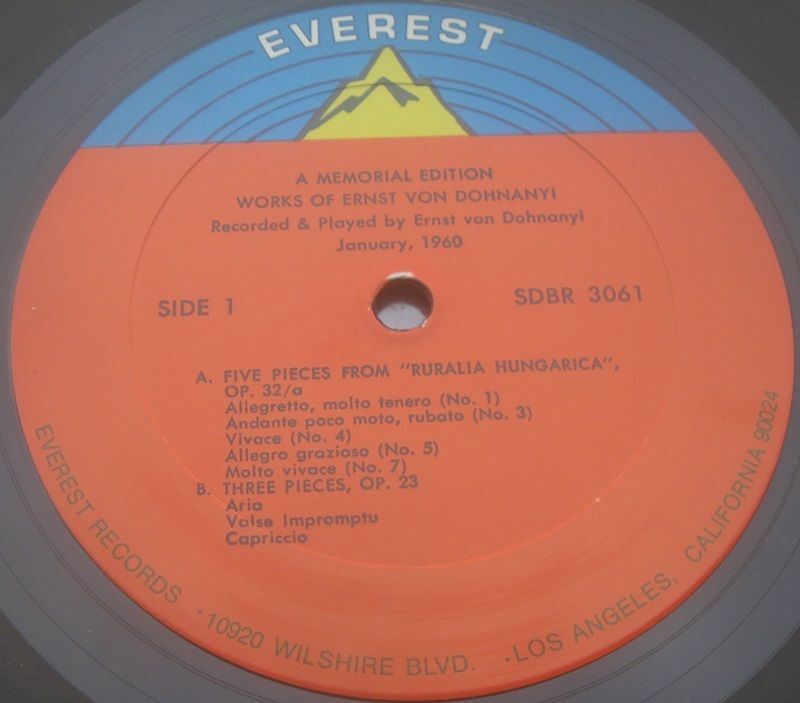 EVEREST
A MEMORIAL EDITION
WORKS OF ERNST VON DOHNANYI
Recorded & Played by Ernst von Dohnanyi
January, 1960
SIDE 1
SDBR 3061
A. FIVE PIECES FROM "RURALIA HUNGARICA",
OP. 32/a
Allegretto, molto tenero (No. 1)
Andante poco moto, rubato (No. 3)
Vivace (No. 4)
Allegro grazioso (No. 5)
Molto vivace (No. 7)
B. THREE PIECES, OP. 23
Aria
Valse Impromptu
Capriccio
EVEREST RECORDS · 10920 WILSHIRE BLVD. · LOS ANGELES, CALIFORNIA 90024